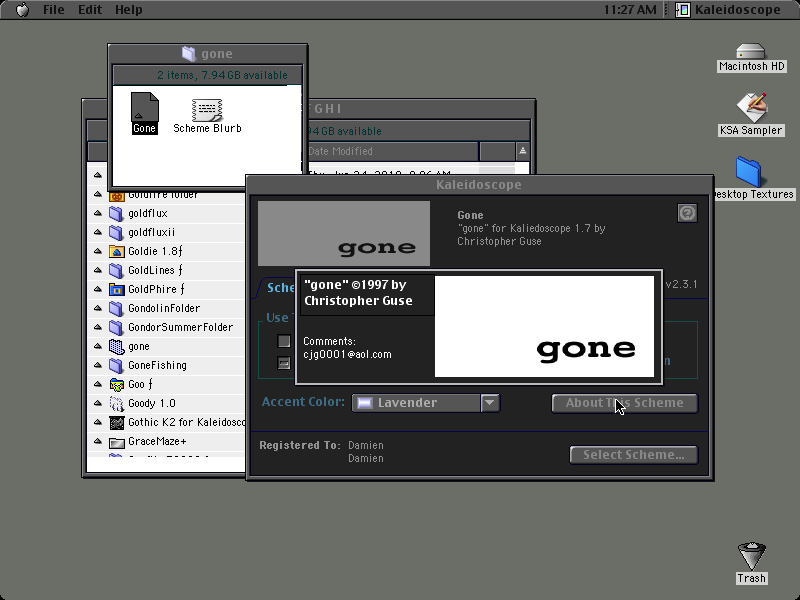 File Edit Help
11:27 AM
Kaleidoscope
gone
2 items, 7.94 GB available
Gone
Scheme Blurb
F G H I
94 GB available
Date Modified
Goldfire folder
goldflux
goldfluxii
Goldie 1.8ƒ
GoldLines ƒ
GoldPhire ƒ
GondolinFolder
GondorSummerFolder
gone
GoneFishing
Goo ƒ
Goody 1.0
Gothic K2 for Kaleidosco
GraceMaze+
Kaleidoscope
gone
Gone
"gone" for Kaliedoscope 1.7 by
Christopher Guse
Sche
v2.3.1
Use T
"gone" ©1997 by
Christopher Guse
Comments:
cjg0001@aol.com
gone
Accent Color:
Lavender
About This Scheme
Registered To:
Damien
Damien
Select Scheme...
Macintosh HD
KSA Sampler
esktop Textures
Trash